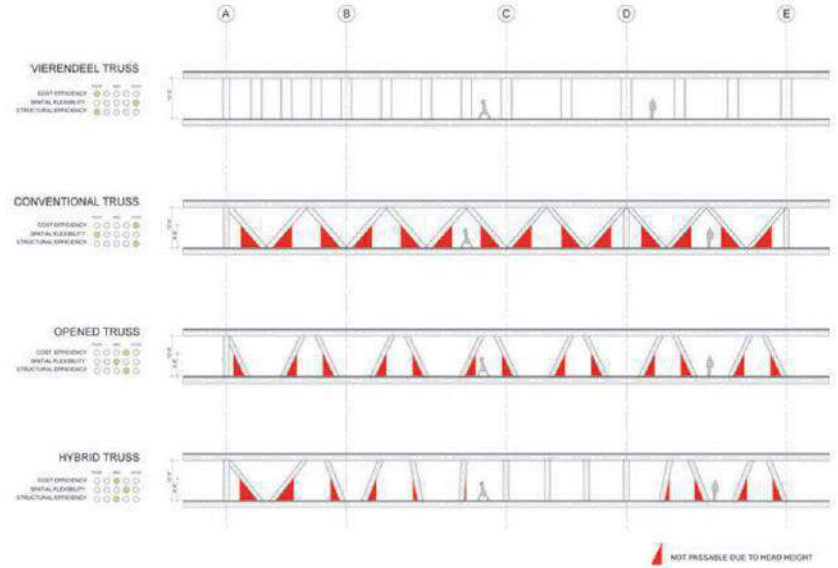 A B C D E
VIERENDEEL TRUSS
COST EFFICIENCY
SPATIAL FLEXIBILITY
STRUCTURAL EFFICIENCY
CONVENTIONAL TRUSS
COST EFFICIENCY
SPATIAL FLEXIBILITY
STRUCTURAL EFFICIENCY
OPENED TRUSS
COST EFFICIENCY
SPATIAL FLEXIBILITY
STRUCTURAL EFFICIENCY
HYBRID TRUSS
COST EFFICIENCY
SPATIAL FLEXIBILITY
STRUCTURAL EFFICIENCY
NOT PASSABLE DUE TO HEAD HEIGHT